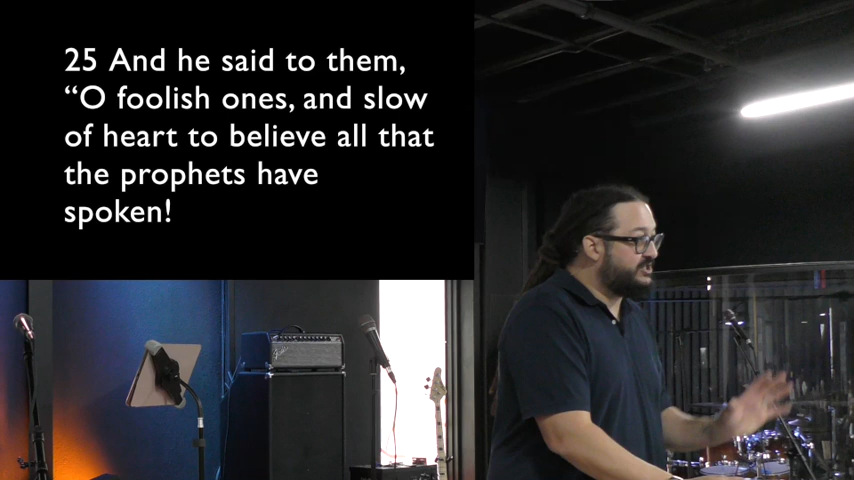 25 And he said to them,
“O foolish ones, and slow
of heart to believe all that
the prophets have
spoken!